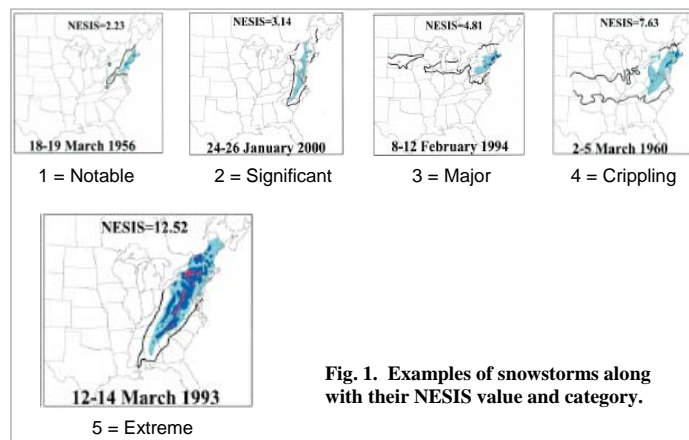 NESIS=2.23
18-19 March 1956
1 = Notable
NESIS=3.14
24-26 January 2000
2 = Significant
NESIS=4.81
8-12 February 1994
3 = Major
NESIS=7.63
2-5 March 1960
4 = Crippling
NESIS=12.52
12-14 March 1993
5 = Extreme
Fig. 1. Examples of snowstorms along
with their NESIS value and category.